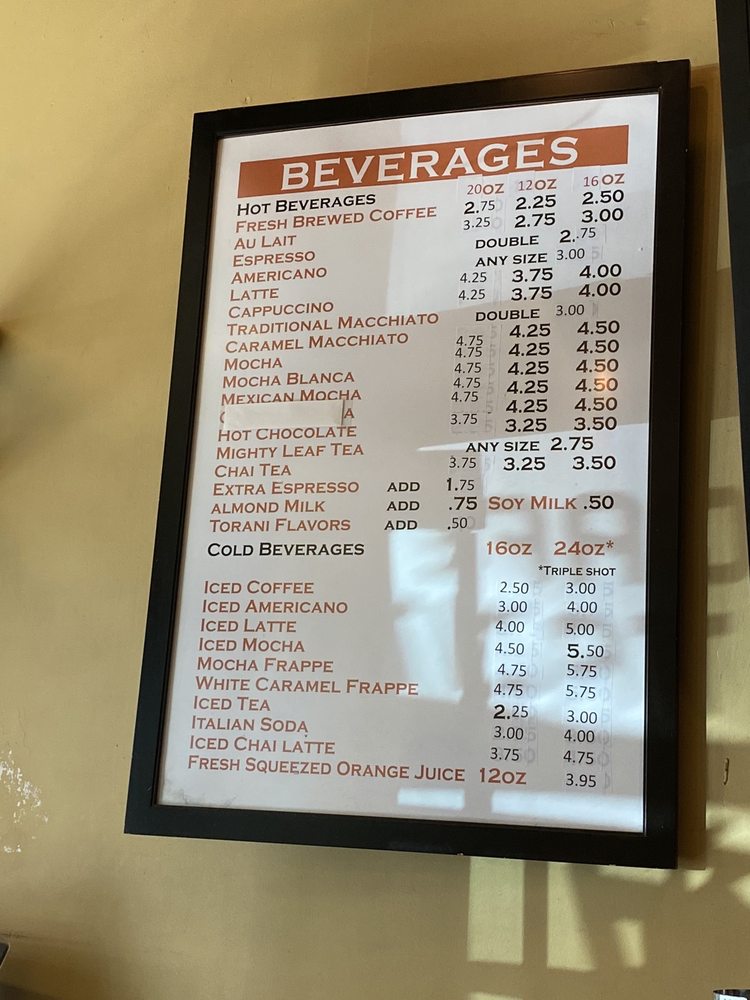 BEVERAGES
HOT BEVERAGES 20OZ 12OZ 16OZ
FRESH BREWED COFFEE 2.75 2.25 2.50
AU LAIT 3.25 2.75 3.00
ESPRESSO DOUBLE 2.75
AMERICANO ANY SIZE 3.00
LATTE 4.25 3.75 4.00
CAPPUCCINO 4.25 3.75 4.00
TRADITIONAL MACCHIATO DOUBLE 3.00
CARAMEL MACCHIATO 4.75 4.25 4.50
MOCHA 4.75 4.25 4.50
MOCHA BLANCA 4.75 4.25 4.50
MEXICAN MOCHA 4.75 4.25 4.50
A 4.75 4.25 4.50
HOT CHOCOLATE 3.75 3.25 3.50
MIGHTY LEAF TEA ANY SIZE 2.75
CHAI TEA 3.75 3.25 3.50
EXTRA ESPRESSO ADD 1.75
ALMOND MILK ADD .75 SOY MILK .50
TORANI FLAVORS ADD .50
COLD BEVERAGES 16OZ 24OZ*
*TRIPLE SHOT
ICED COFFEE 2.50 3.00
ICED AMERICANO 3.00 4.00
ICED LATTE 4.00 5.00
ICED MOCHA 4.50 5.50
MOCHA FRAPPE 4.75 5.75
WHITE CARAMEL FRAPPE 4.75 5.75
ICED TEA 2.25 3.00
ITALIAN SODA 3.00 4.00
ICED CHAI LATTE 3.75 4.75
FRESH SQUEEZED ORANGE JUICE 12OZ 3.95